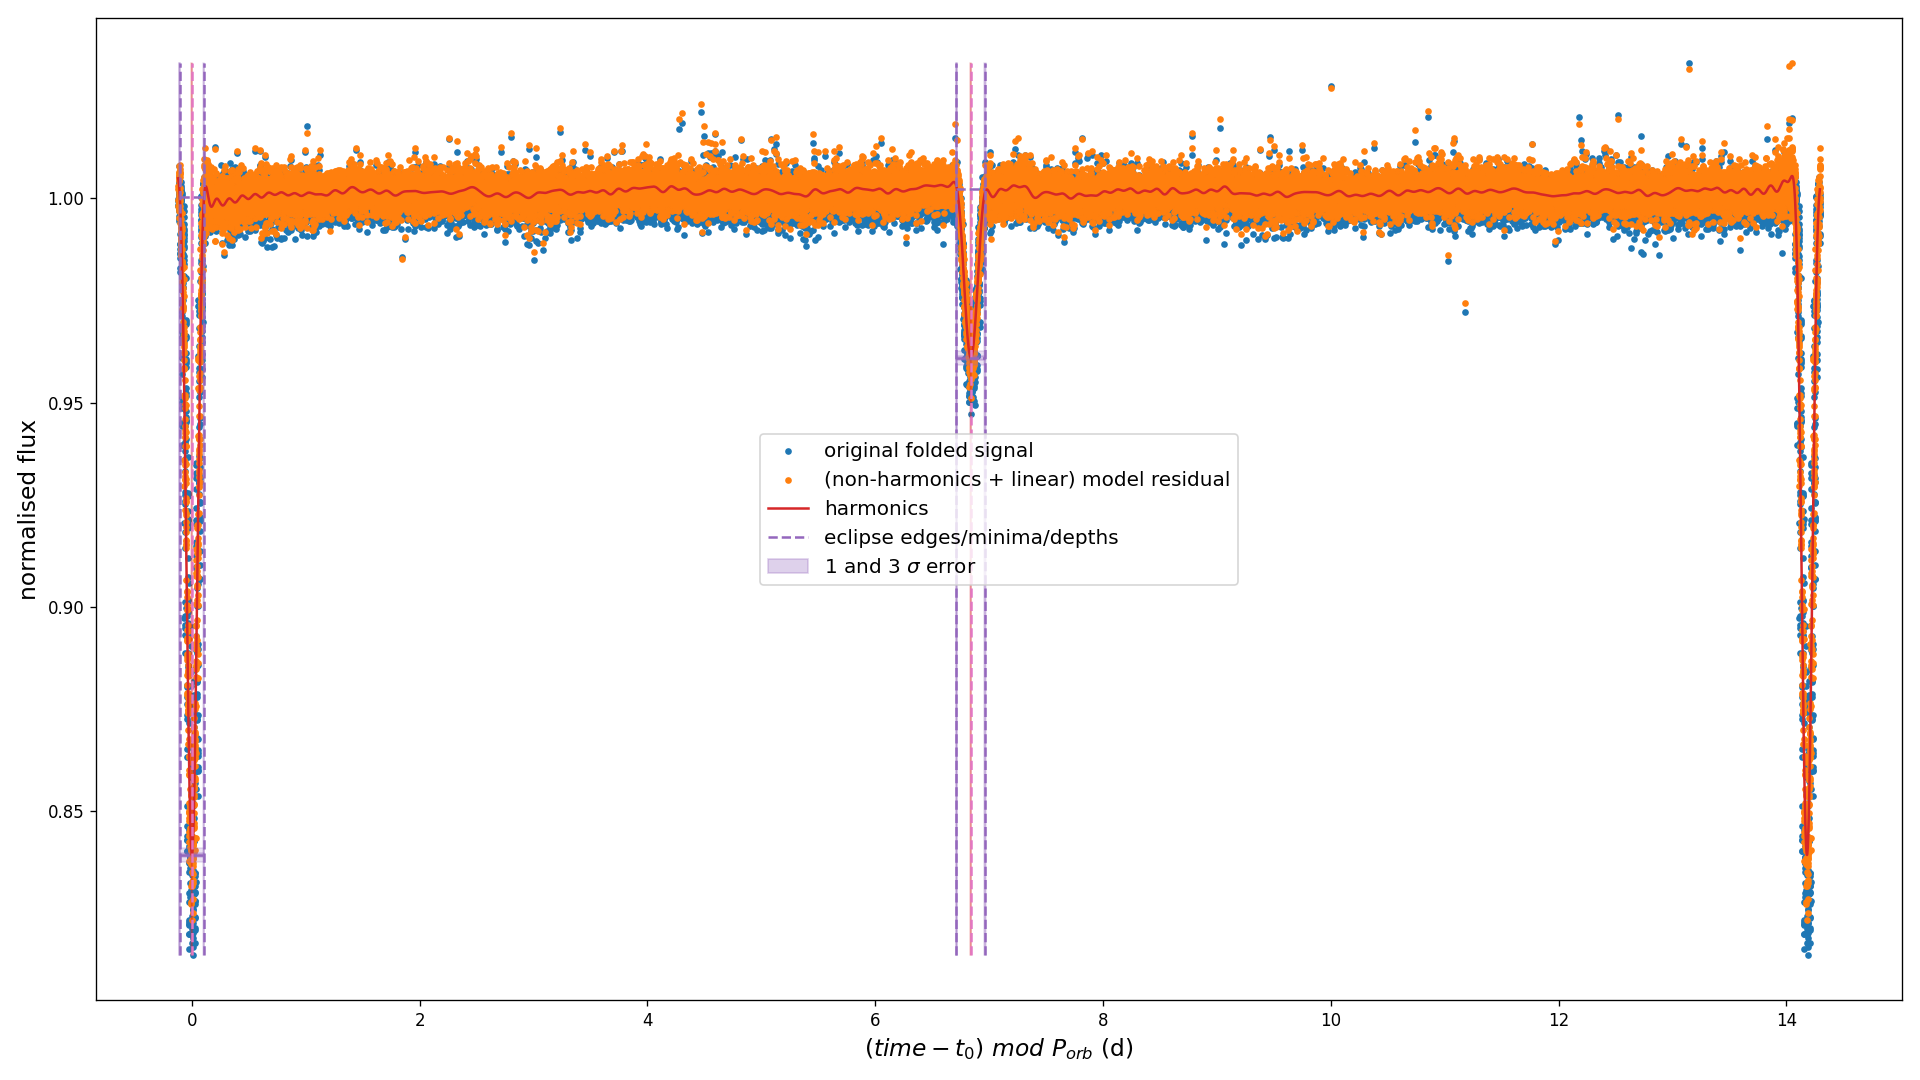 normalised flux
1.00
0.95
0.90
0.85
original folded signal
(non-harmonics + linear) model residual
harmonics
eclipse edges/minima/depths
1 and 3 σ error
0 2 4 6 8 10 12 14
(time − t₀) mod Pₒᵣb (d)